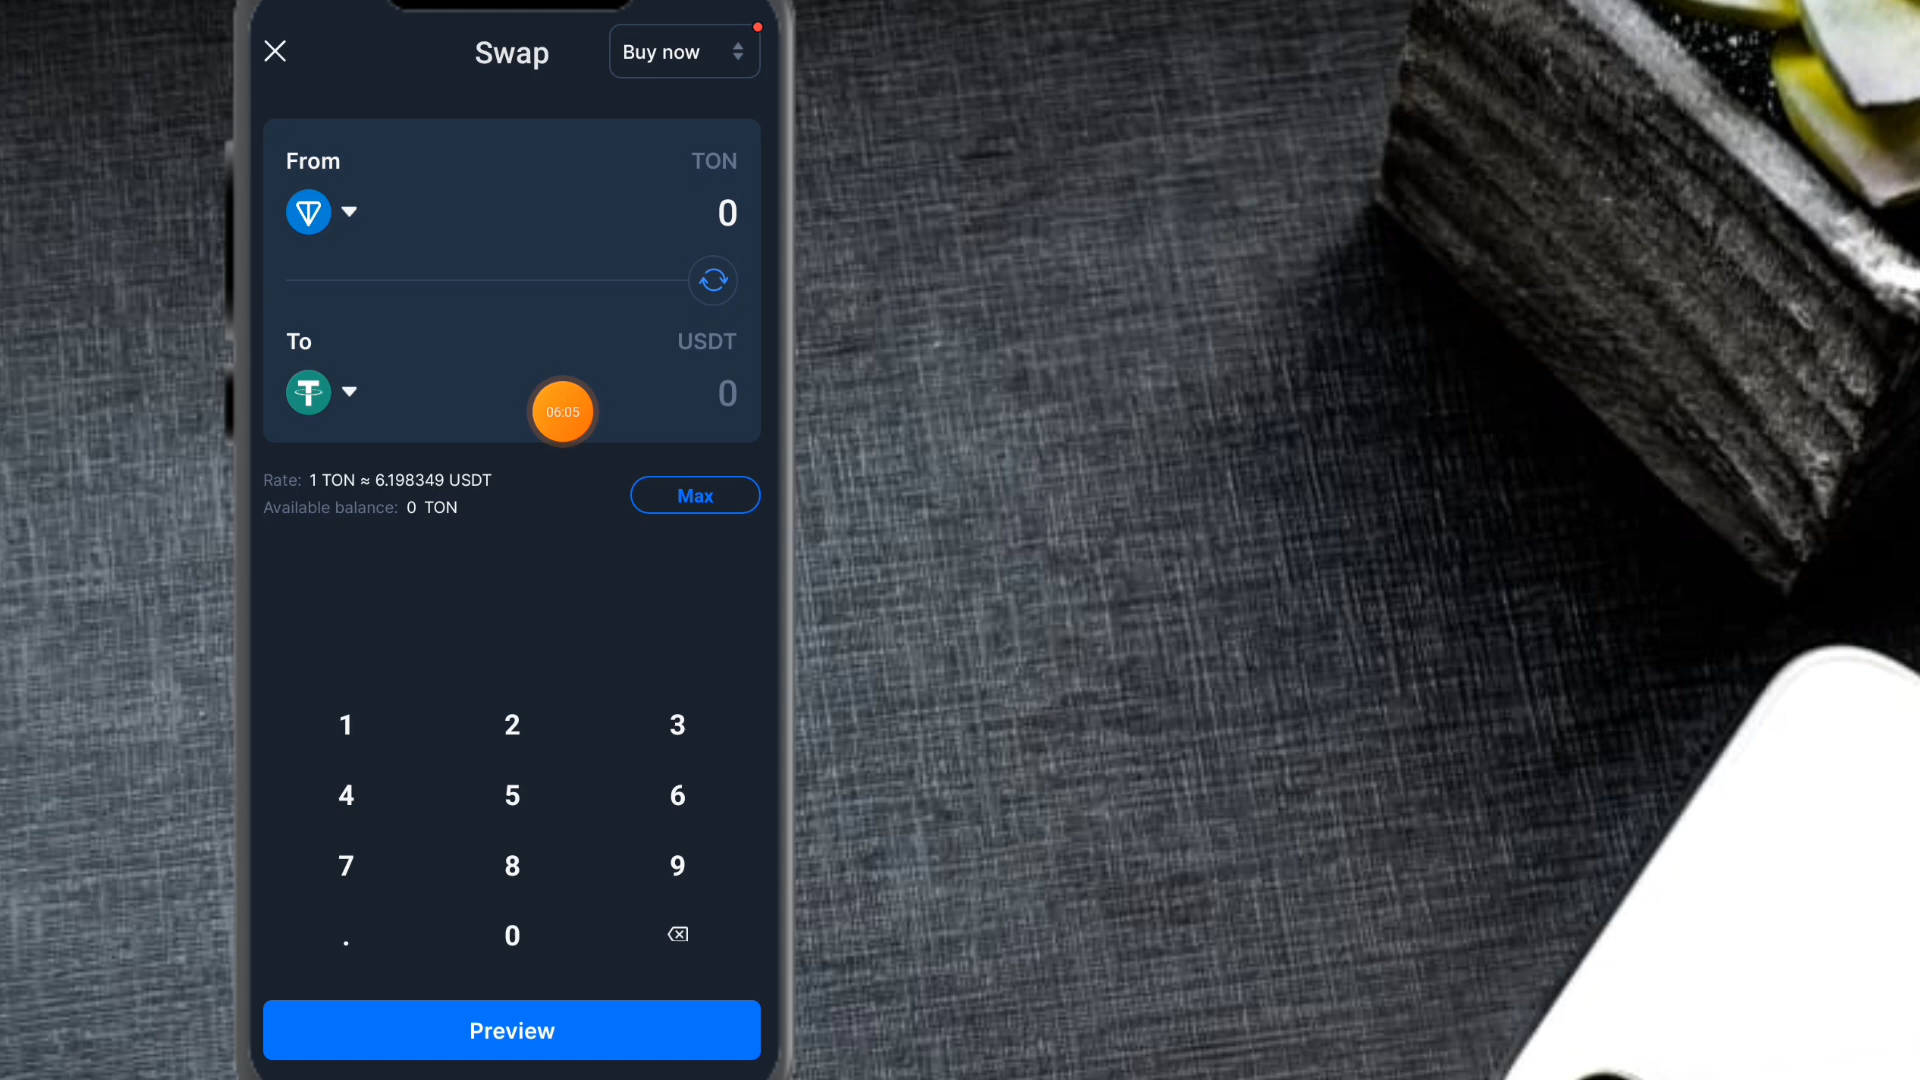 Swap
Buy now
From
TON
0
To
USDT
0
06:05
Rate: 1 TON ≈ 6.198349 USDT
Available balance: 0 TON
Max
1 2 3
4 5 6
7 8 9
. 0
Preview